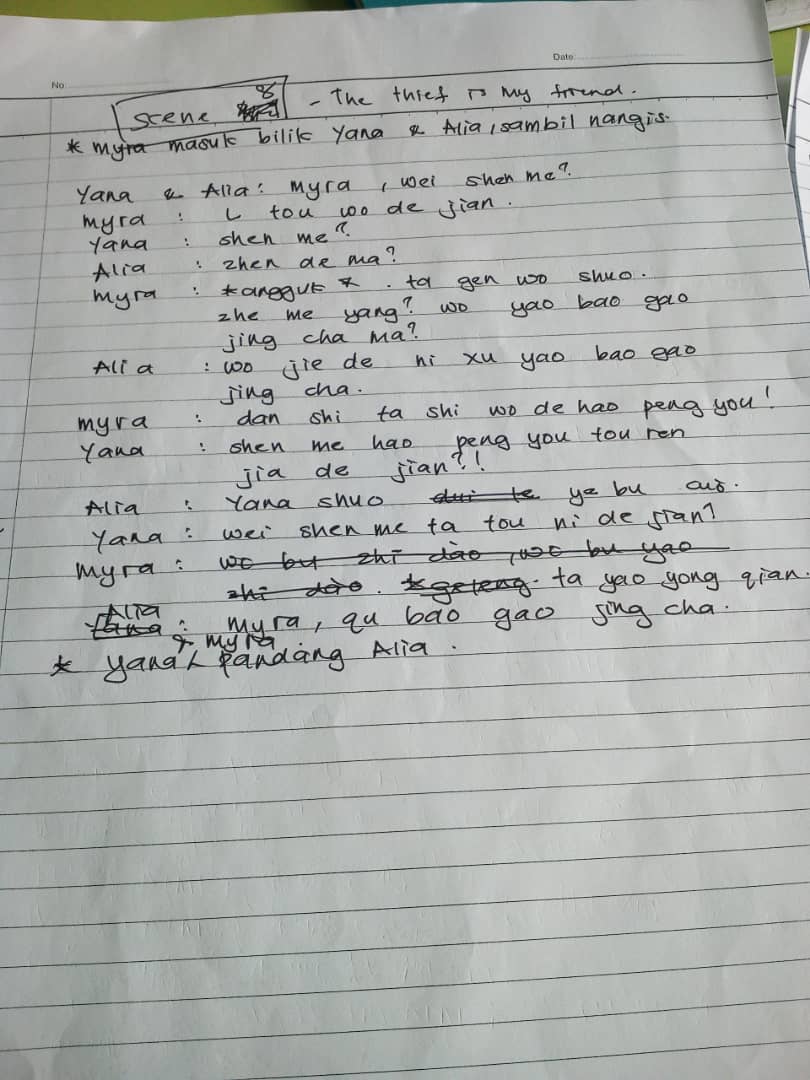 No
Date
Scene 8 - The thief is my friend.
* myra masuk bilik Yana & Alia, sambil nangis.
Yana & Alia: myra, wei shen me?
myra : L tou wo de jian.
Yana : shen me?
Alia : zhen de ma?
myra : *angguk*. ta gen wo shuo.
zhe me yang? wo yao bao gao
jing cha ma?
Alia : wo jie de ni xu yao bao gao
jing cha.
myra : dan shi ta shi wo de hao peng you!
Yana : shen me hao peng you tou ren
jia de jian?!
Alia : Yana shuo dui te ye bu cuo.
Yana : wei shen me ta tou ni de jian?
myra : wo bu zhī dào, wo bu yao
zhī dào. *geleng. ta yao yong qian.
Yana Alia : myra, qu bao gao jing cha.
* Yana & myra pandang Alia.